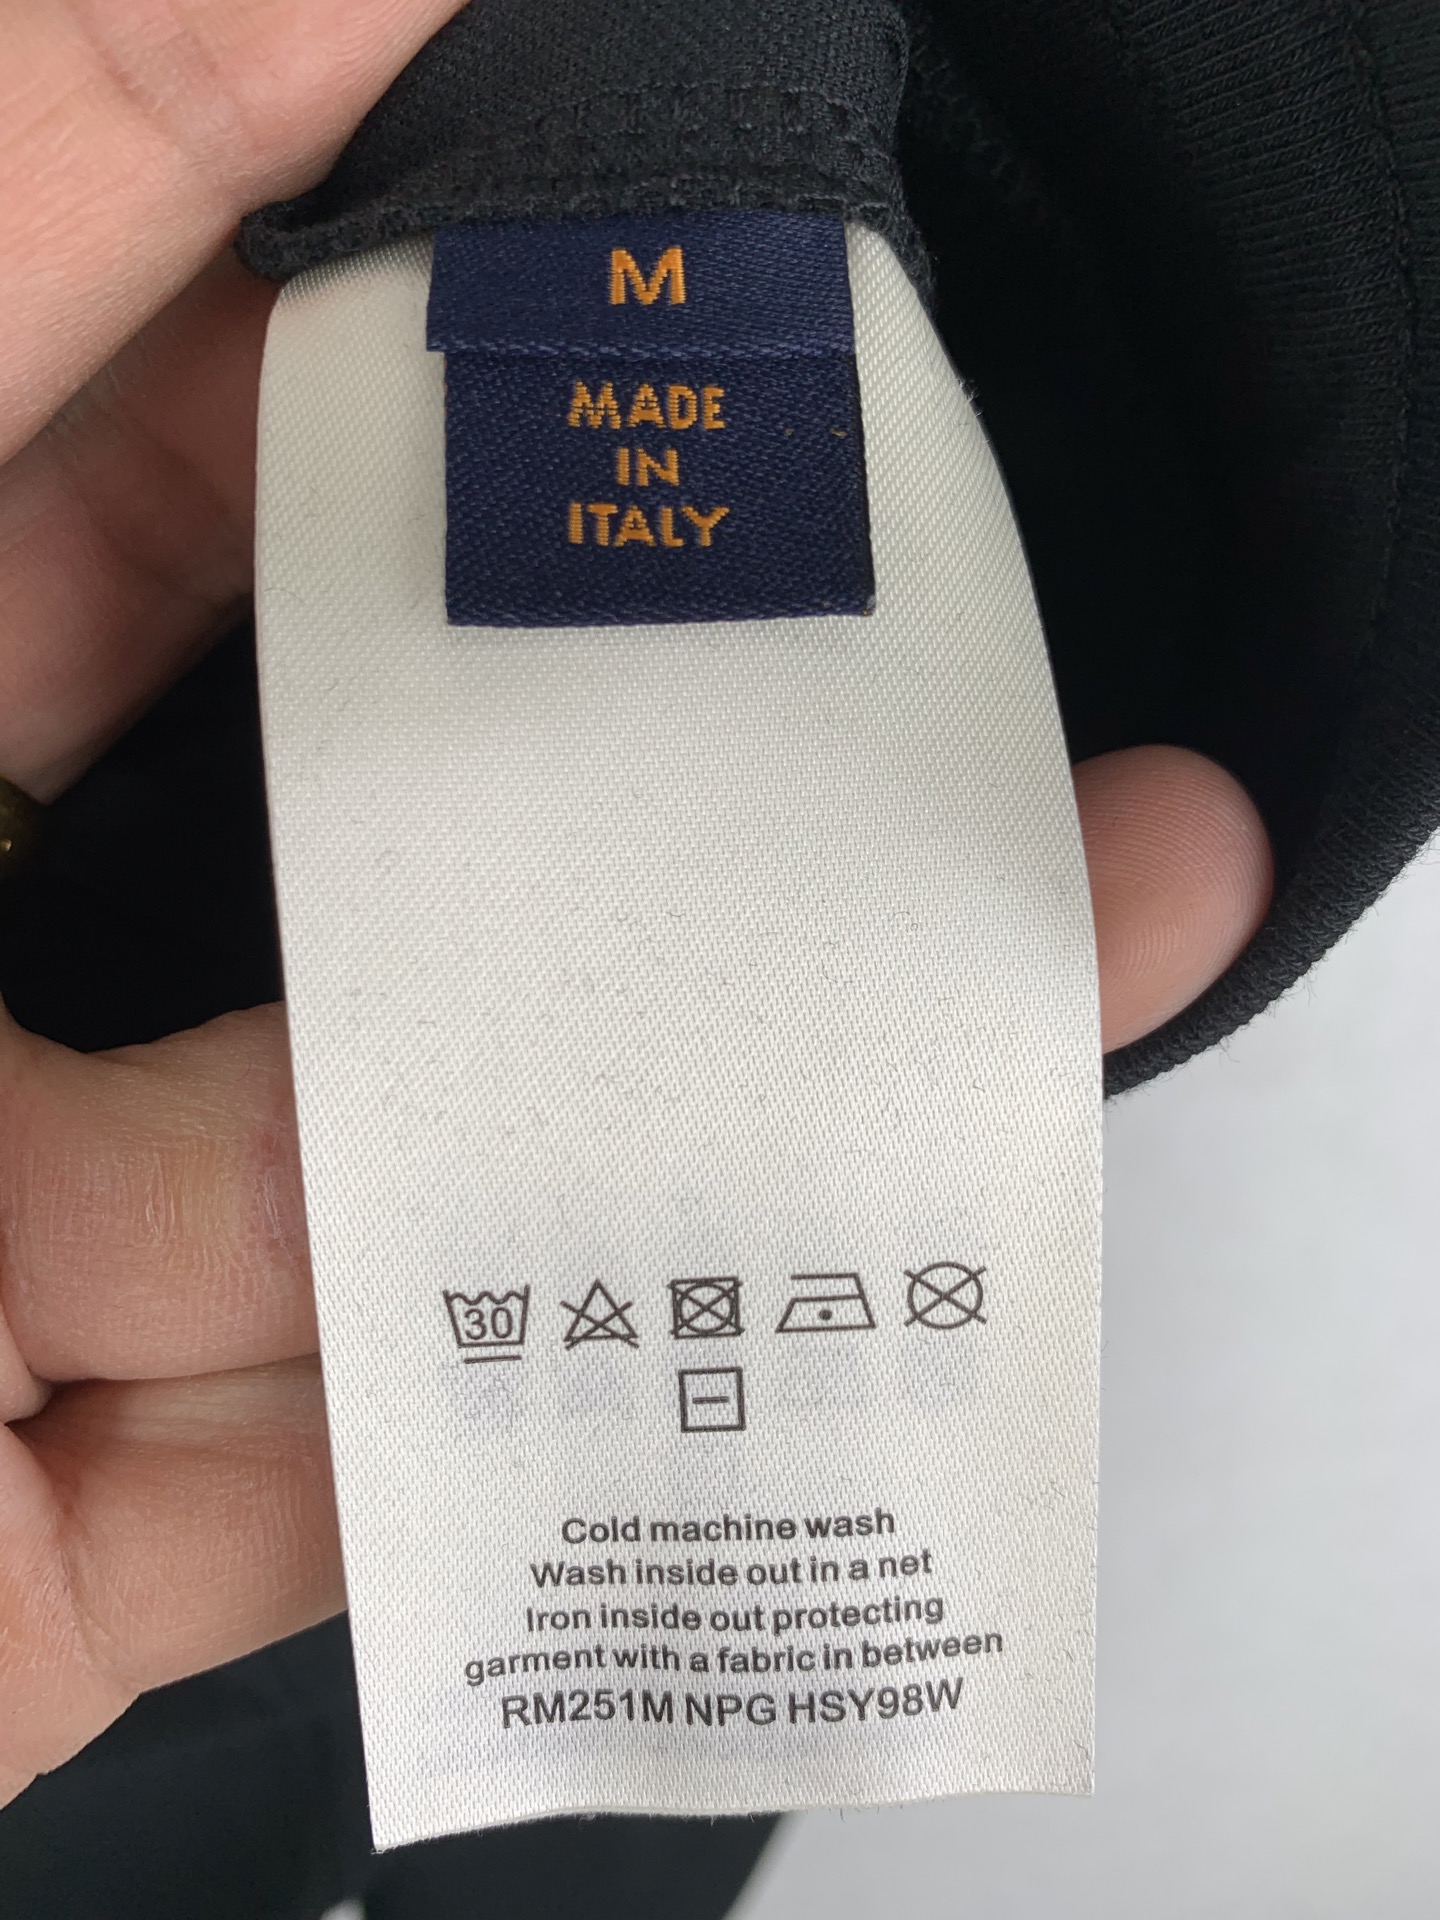 M
MADE
IN
ITALY
30
Cold machine wash
Wash inside out in a net
Iron inside out protecting
garment with a fabric in between
RM251M NPG HSY98W